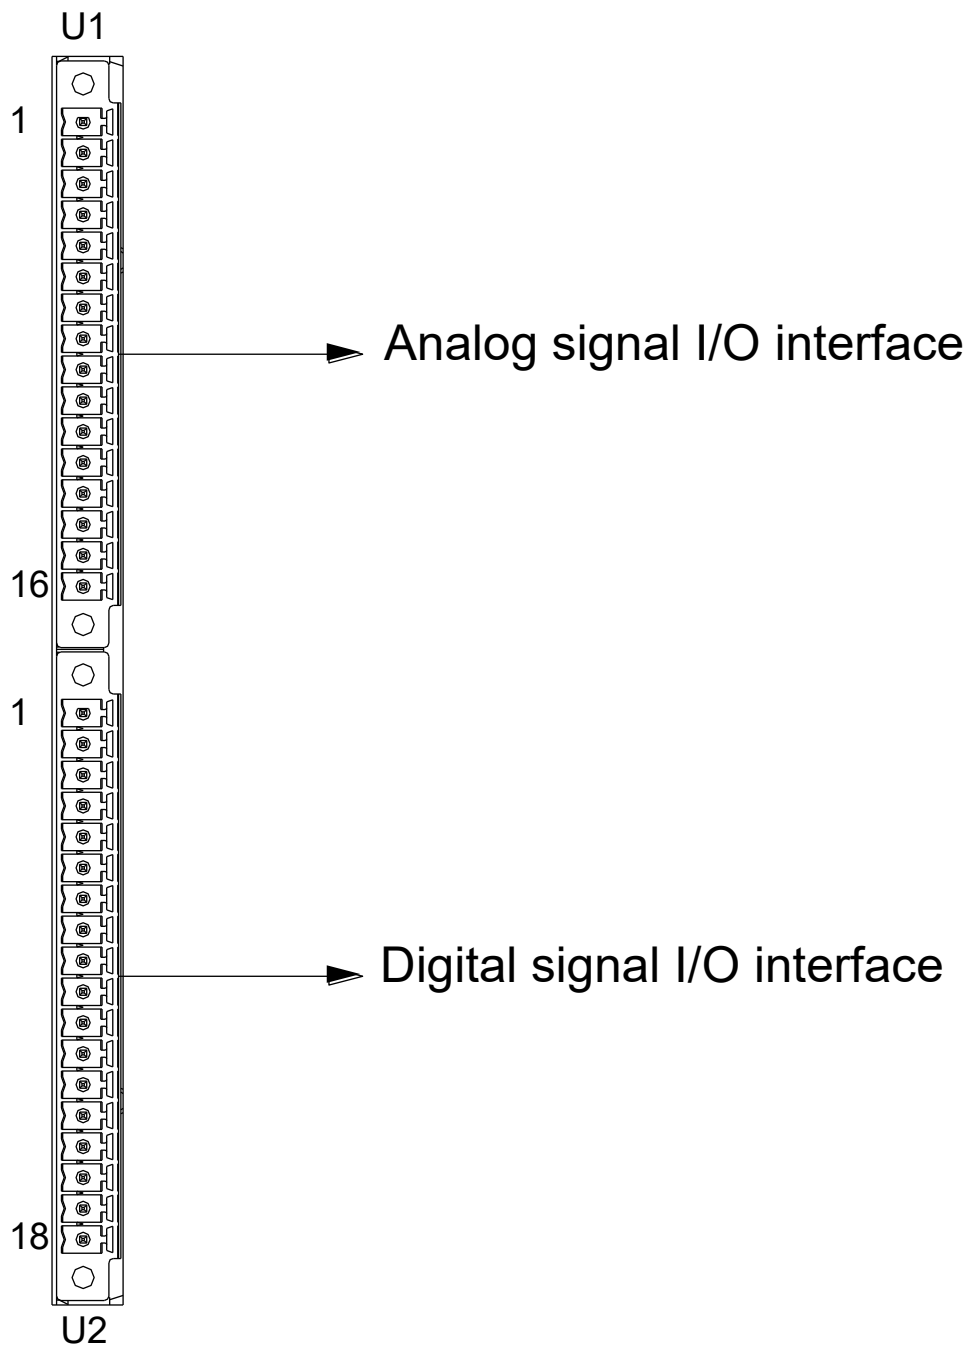 U1
1
Analog signal I/O interface
16
1
Digital signal I/O interface
18
U2